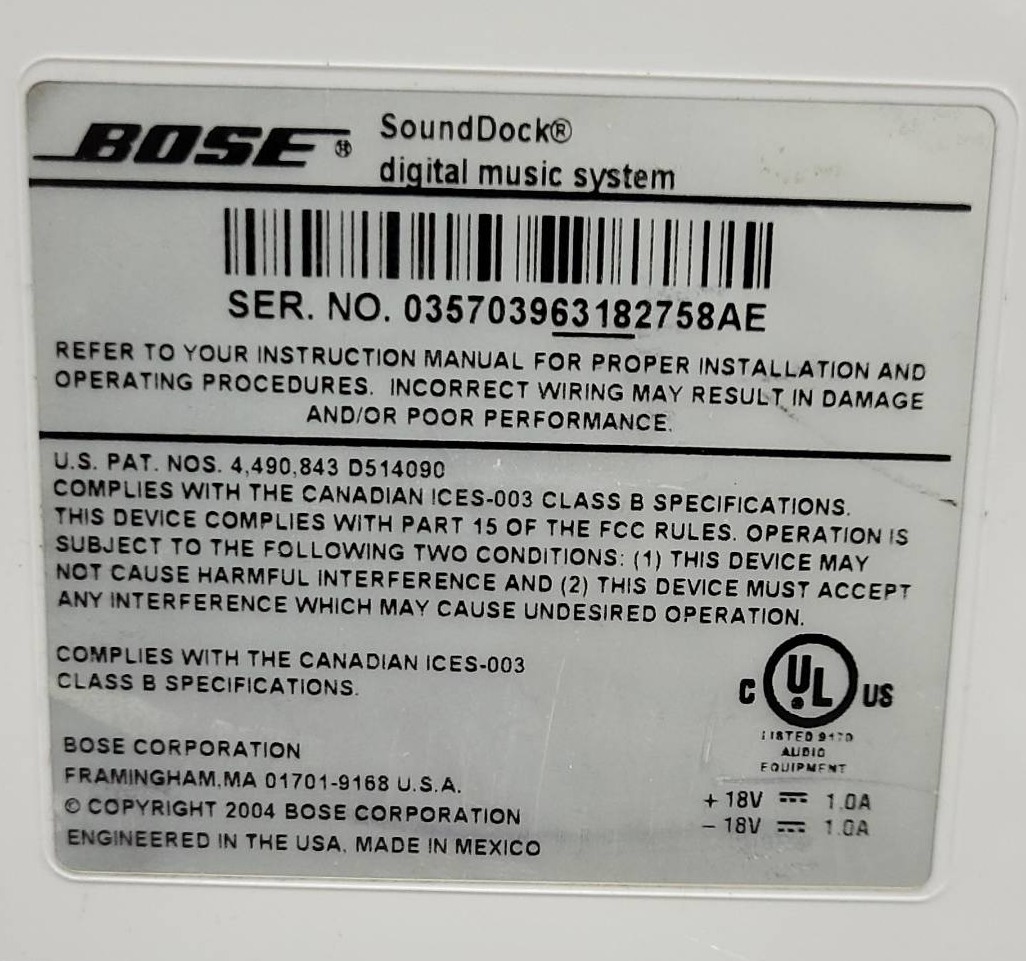 BOSE® SoundDock®
digital music system
SER. NO. 035703963182758AE
REFER TO YOUR INSTRUCTION MANUAL FOR PROPER INSTALLATION AND
OPERATING PROCEDURES. INCORRECT WIRING MAY RESULT IN DAMAGE
AND/OR POOR PERFORMANCE.
U.S. PAT. NOS. 4,490,843 D514090
COMPLIES WITH THE CANADIAN ICES-003 CLASS B SPECIFICATIONS.
THIS DEVICE COMPLIES WITH PART 15 OF THE FCC RULES. OPERATION IS
SUBJECT TO THE FOLLOWING TWO CONDITIONS: (1) THIS DEVICE MAY
NOT CAUSE HARMFUL INTERFERENCE AND (2) THIS DEVICE MUST ACCEPT
ANY INTERFERENCE WHICH MAY CAUSE UNDESIRED OPERATION.
COMPLIES WITH THE CANADIAN ICES-003
CLASS B SPECIFICATIONS.
C UL US
LISTED
AUDIO
EQUIPMENT
BOSE CORPORATION
FRAMINGHAM,MA 01701-9168 U.S.A.
© COPYRIGHT 2004 BOSE CORPORATION
ENGINEERED IN THE USA. MADE IN MEXICO
+ 18V ⎓ 1.0A
– 18V ⎓ 1.0A